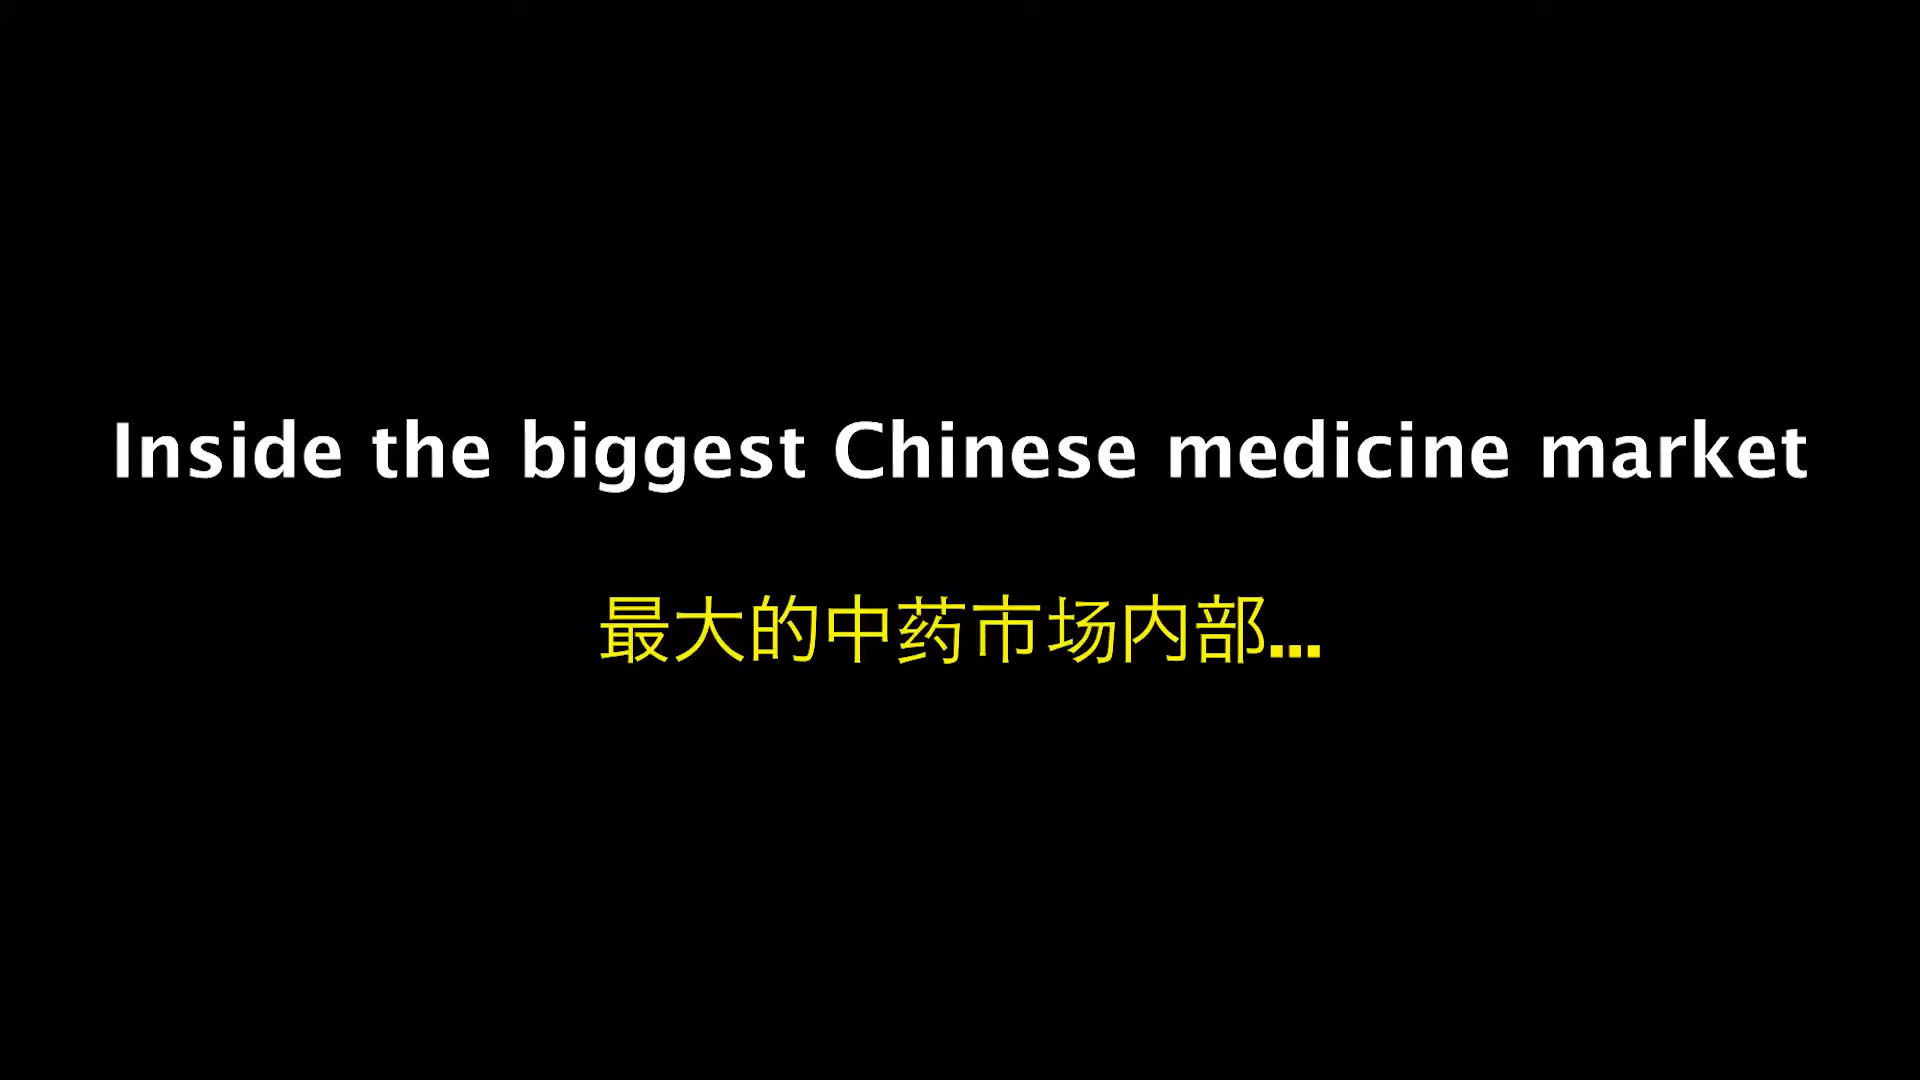 Inside the biggest Chinese medicine market
最大的中药市场内部...